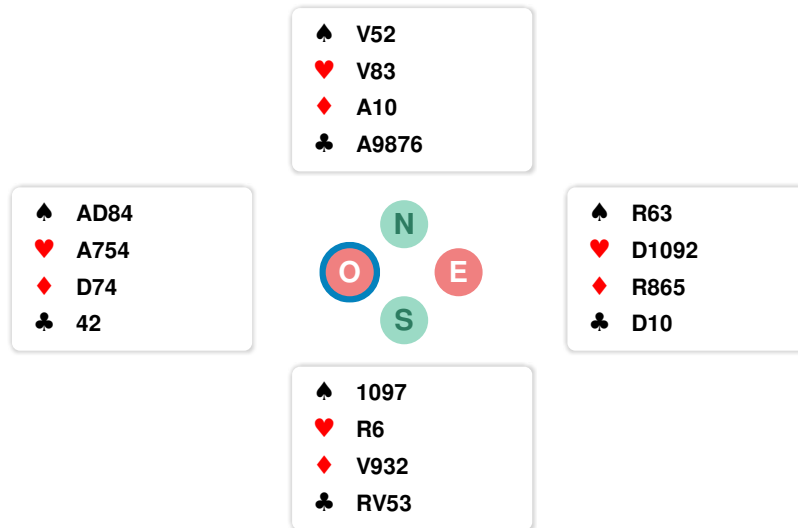 ♠ V52
♥ V83
♦ A10
♣ A9876
♠ AD84
♥ A754
♦ D74
♣ 42
N
O E
S
♠ R63
♥ D1092
♦ R865
♣ D10
♠ 1097
♥ R6
♦ V932
♣ RV53